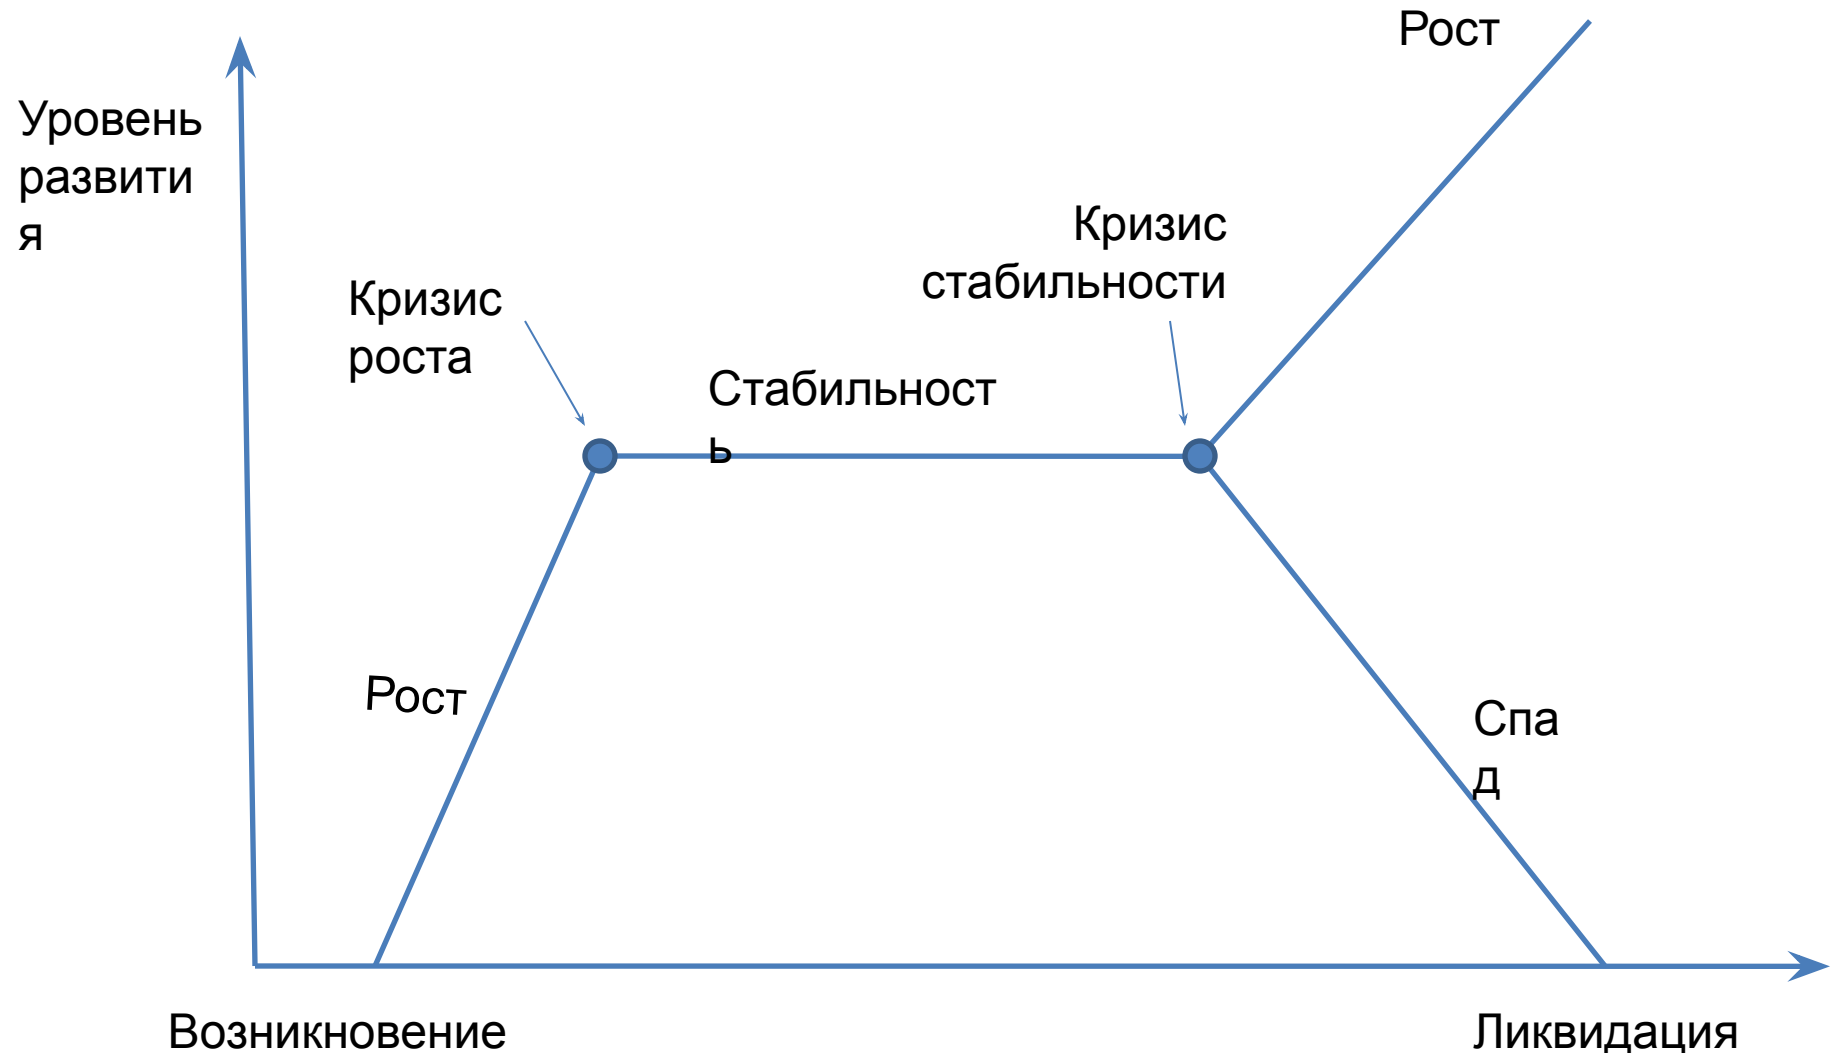 Рост
Уровень
развити
я
Кризис
стабильности
Кризис
роста
Стабильност
ь
Рост
Спа
д
Возникновение
Ликвидация